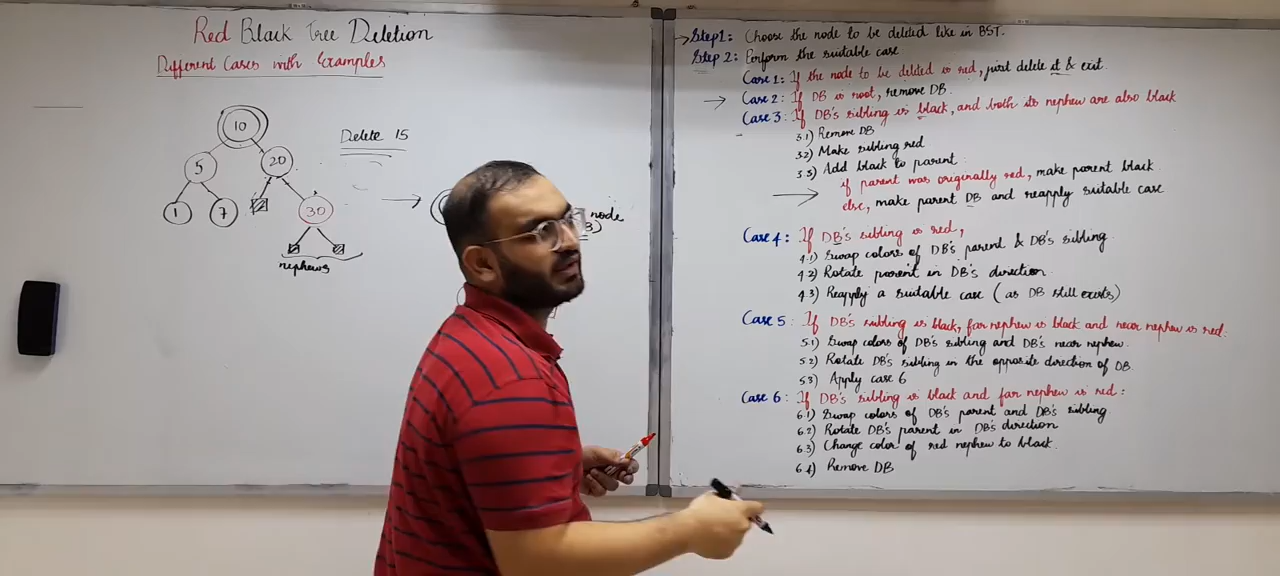 Red Black Tree Deletion
Different Cases with Examples
10
Delete 15
5
20
1
7
30
nephews
node
Step1: Choose the node to be deleted like in BST.
Step 2: Perform the suitable case
Case 1: If the node to be deleted is red, just delete it & exit.
Case 2: If DB is root, remove DB.
Case 3: If DB's sibling is black, and both its nephew are also black
3.1) Remove DB
3.2) Make sibling red
3.3) Add black to parent.
if parent was originally red, make parent black.
else, make parent DB and reapply suitable case
Case 4: If DB's sibling is red,
4.1) Swap colors of DB's parent & DB's sibling.
4.2) Rotate parent in DB's direction.
4.3) Reapply a suitable case (as DB still exists)
Case 5: If DB's sibling is black, far nephew is black and near nephew is red.
5.1) Swap colors of DB's sibling and DB's near nephew.
5.2) Rotate DB's sibling in the opposite direction of DB.
5.3) Apply case 6
Case 6: If DB's sibling is black and far nephew is red:
6.1) Swap colors of DB's parent and DB's sibling
6.2) Rotate DB's parent in DB's direction
6.3) Change color of red nephew to black.
6.4) Remove DB